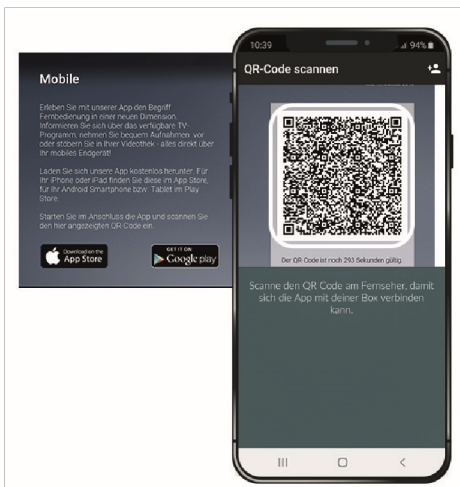 Mobile
Erleben Sie mit unserer App den Begriff
Fernbedienung in einer neuen Dimension.
Informieren Sie sich über das verfügbare TV-
Programm, nehmen Sie bequem Aufnahmen vor
oder stöbern Sie in Ihrer Videothek - alles direkt über
Ihr mobiles Endgerät!
Laden Sie sich unsere App kostenlos herunter. Für
Ihr iPhone oder iPad finden Sie diese im App Store,
für Ihr Android Smartphone bzw. Tablet im Play
Store.
Starten Sie im Anschluss die App und scannen Sie
den hier angezeigten QR-Code ein.
Download on the
App Store
GET IT ON
Google play
10:39
94%
QR-Code scannen
Der QR-Code ist noch 293 Sekunden gültig.
Scanne den QR Code am Fernseher, damit
sich die App mit deiner Box verbinden
kann.